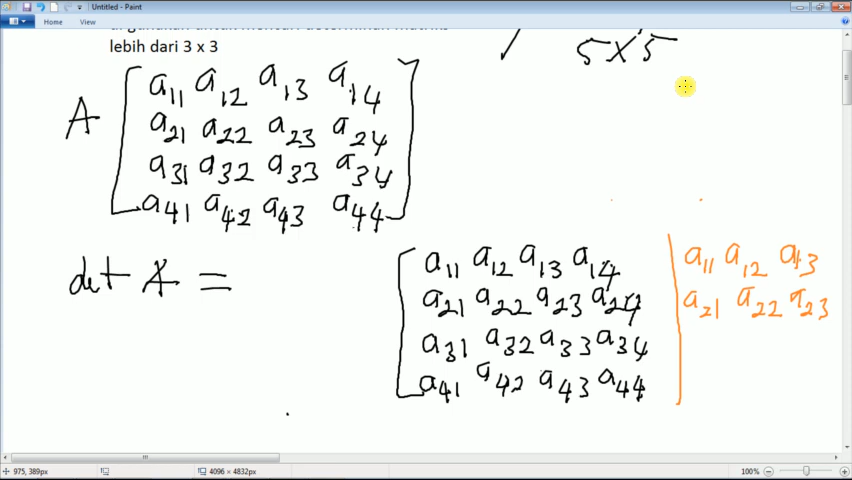 Untitled - Paint
Home View
lebih dari 3 x 3
5x5
A [ a11 a12 a13 a14 ]
a21 a22 a23 a24
a31 a32 a33 a34
a41 a42 a43 a44
det A =
a11 a12 a13 a14 | a11 a12 a13
a21 a22 a23 a24 | a21 a22 a23
a31 a32 a33 a34
a41 a42 a43 a44
975, 389px 4096 × 4832px 100%